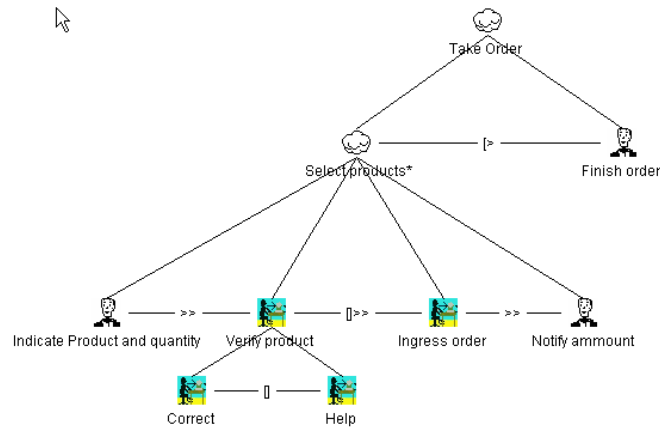 Take Order
[>
Select products*
Finish order
>>
[]>>
>>
Indicate Product and quantity
Verify product
Ingress order
Notify ammount
[]
Correct
Help